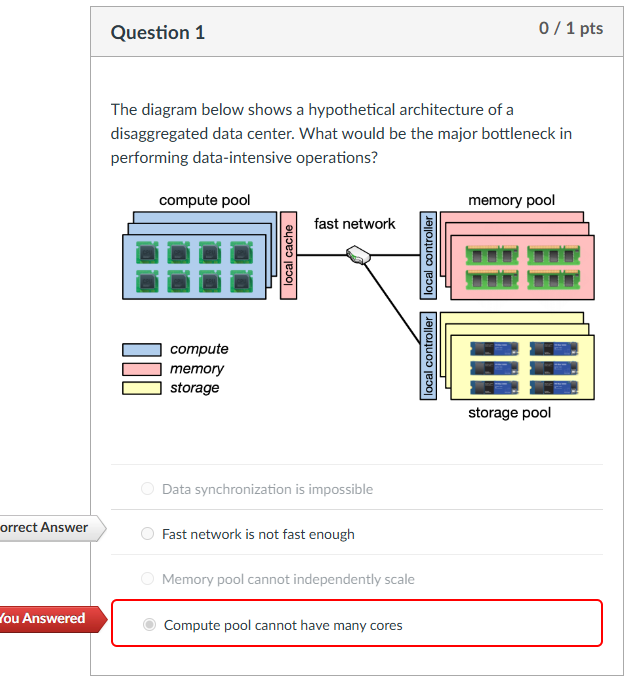 Question 1
0 / 1 pts
The diagram below shows a hypothetical architecture of a
disaggregated data center. What would be the major bottleneck in
performing data-intensive operations?
compute pool
memory pool
fast network
local cache
local controller
compute
memory
storage
local controller
storage pool
Data synchronization is impossible
orrect Answer
Fast network is not fast enough
Memory pool cannot independently scale
You Answered
Compute pool cannot have many cores